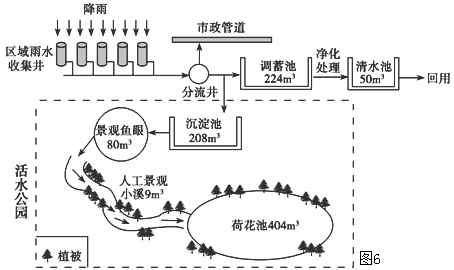 降雨
市政管道
区域雨水
收集井
分流井
调蓄池
224m³
净化
处理
清水池
50m³
回用
沉淀池
208m³
景观鱼眼
80m³
活水公园
人工景观
小溪9m³
荷花池404m³
植被
图6